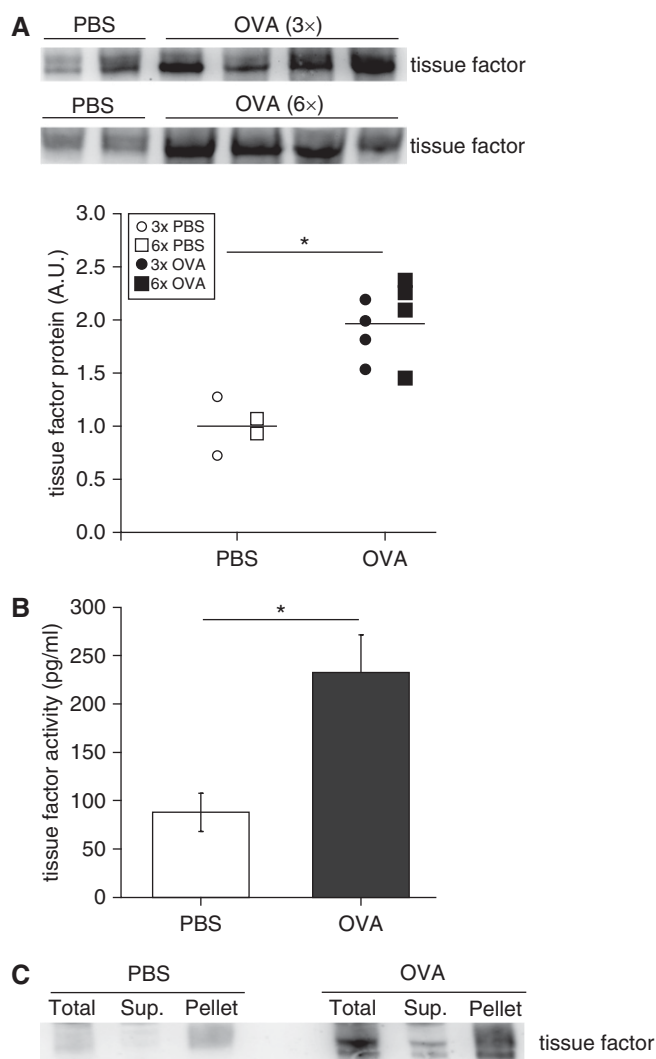 A
PBS OVA (3×)
tissue factor
PBS OVA (6×)
tissue factor
3.0
2.5
2.0
1.5
1.0
0.5
0.0
tissue factor protein (A.U.)
3x PBS
6x PBS
3x OVA
6x OVA
*
PBS OVA
B
300
250
200
150
100
50
0
tissue factor activity (pg/ml)
*
PBS OVA
C
PBS OVA
Total Sup. Pellet Total Sup. Pellet
tissue factor